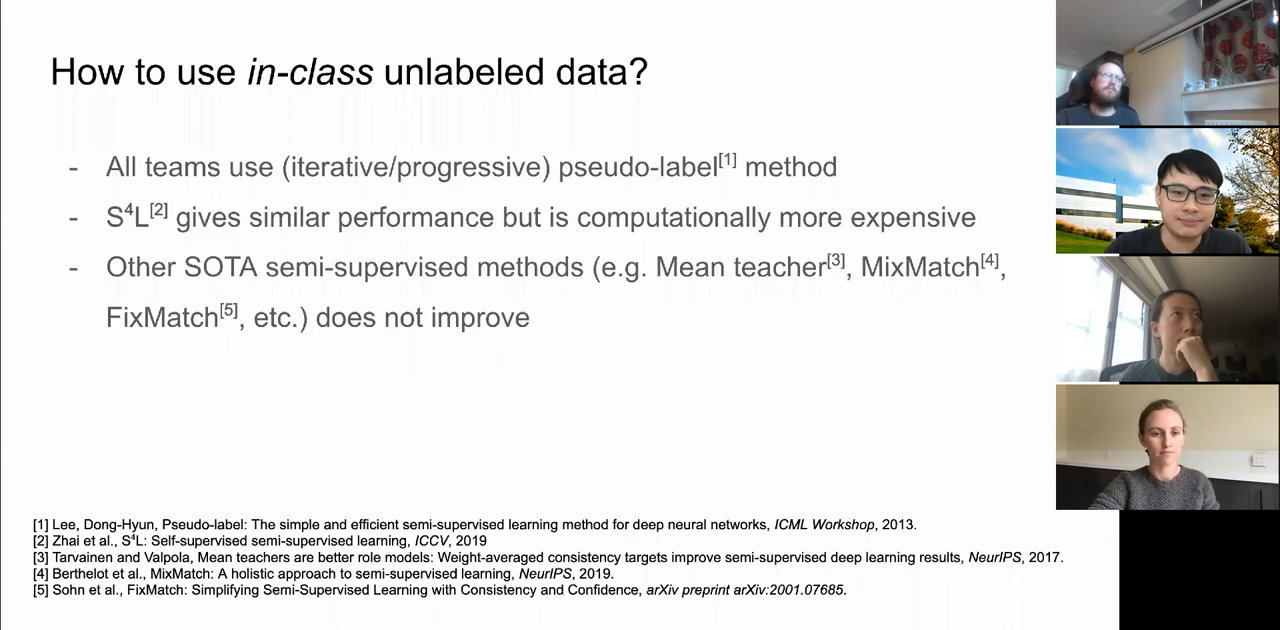 How to use in-class unlabeled data?
- All teams use (iterative/progressive) pseudo-label[1] method
- S⁴L[2] gives similar performance but is computationally more expensive
- Other SOTA semi-supervised methods (e.g. Mean teacher[3], MixMatch[4],
FixMatch[5], etc.) does not improve
[1] Lee, Dong-Hyun, Pseudo-label: The simple and efficient semi-supervised learning method for deep neural networks, ICML Workshop, 2013.
[2] Zhai et al., S⁴L: Self-supervised semi-supervised learning, ICCV, 2019
[3] Tarvainen and Valpola, Mean teachers are better role models: Weight-averaged consistency targets improve semi-supervised deep learning results, NeurIPS, 2017.
[4] Berthelot et al., MixMatch: A holistic approach to semi-supervised learning, NeurIPS, 2019.
[5] Sohn et al., FixMatch: Simplifying Semi-Supervised Learning with Consistency and Confidence, arXiv preprint arXiv:2001.07685.